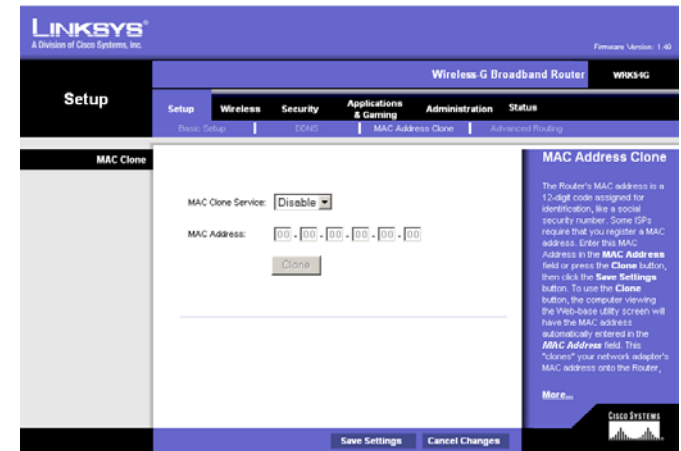 LINKSYS®
A Division of Cisco Systems, Inc.
Firmware Version: 1.40
Wireless-G Broadband Router WRK54G
Setup
Setup Wireless Security Applications & Gaming Administration Status
Basic Setup DDNS MAC Address Clone Advanced Routing
MAC Clone
MAC Clone Service: Disable
MAC Address: 00 - 00 - 00 - 00 - 00 - 00
Clone
MAC Address Clone
The Router's MAC address is a
12-digit code assigned for
identification, like a social
security number. Some ISPs
require that you register a MAC
address. Enter this MAC
Address in the MAC Address
field or press the Clone button,
then click the Save Settings
button. To use the Clone
button, the computer viewing
the Web-base utility screen will
have the MAC address
automatically entered in the
MAC Address field. This
"clones" your network adapter's
MAC address onto the Router,
More...
CISCO SYSTEMS
Save Settings Cancel Changes